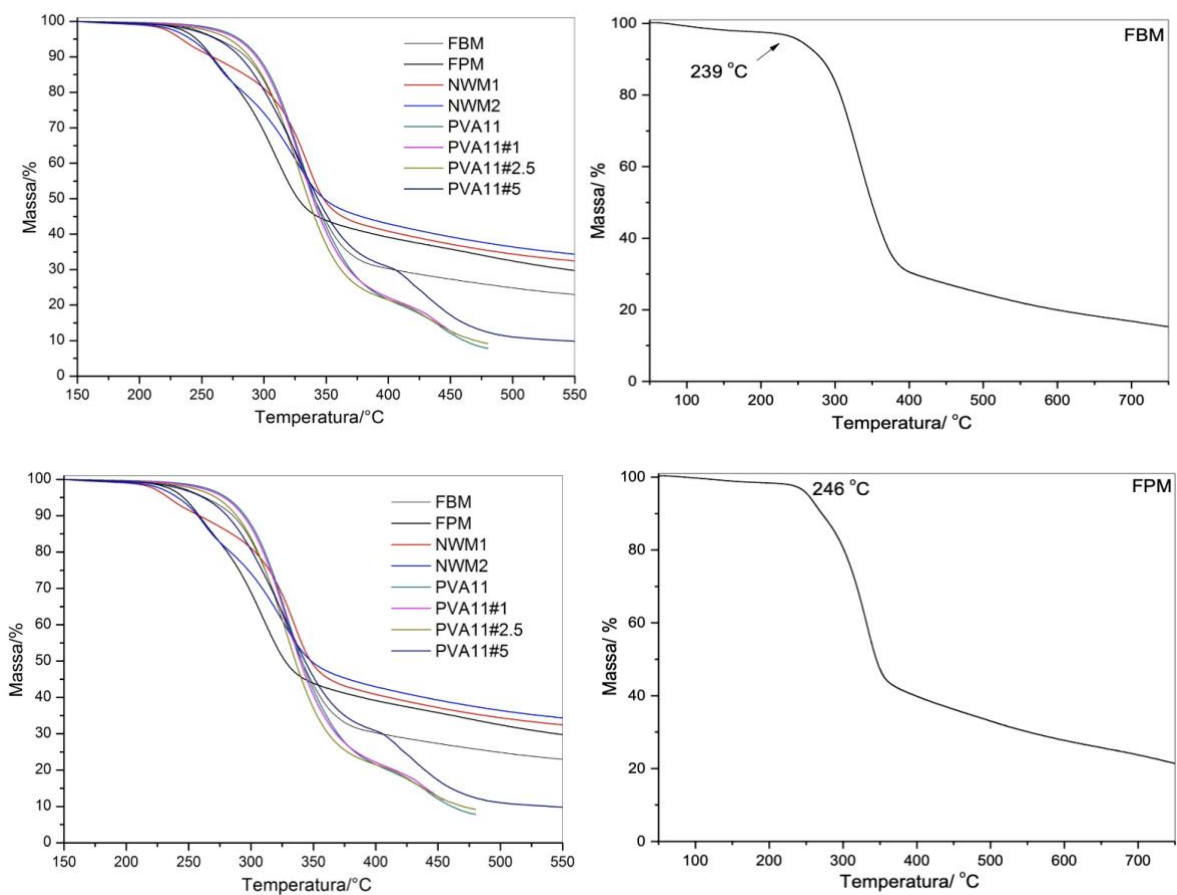 100
90
80
70
60
50
40
30
20
10
0
Massa/%
FBM
FPM
NWM1
NWM2
PVA11
PVA11#1
PVA11#2.5
PVA11#5
150 200 250 300 350 400 450 500 550
Temperatura/°C
100
80
60
40
20
0
Massa/ %
FBM
239 °C
100 200 300 400 500 600 700
Temperatura/ °C
100
90
80
70
60
50
40
30
20
10
0
Massa/%
FBM
FPM
NWM1
NWM2
PVA11
PVA11#1
PVA11#2.5
PVA11#5
150 200 250 300 350 400 450 500 550
Temperatura/°C
100
80
60
40
20
0
Massa/ %
FPM
246 °C
100 200 300 400 500 600 700
Temperatura/ °C